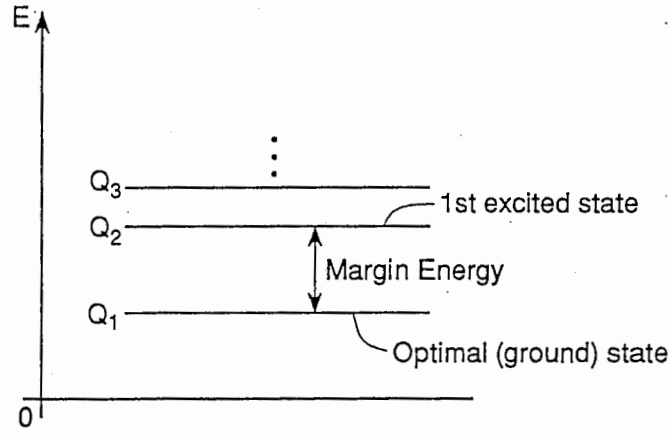 E
Q3
1st excited state
Q2
Margin Energy
Q1
Optimal (ground) state
0